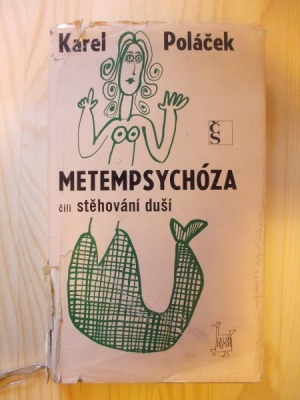 Karel Poláček
ČS
METEMPSYCHÓZA
čili stěhování duší